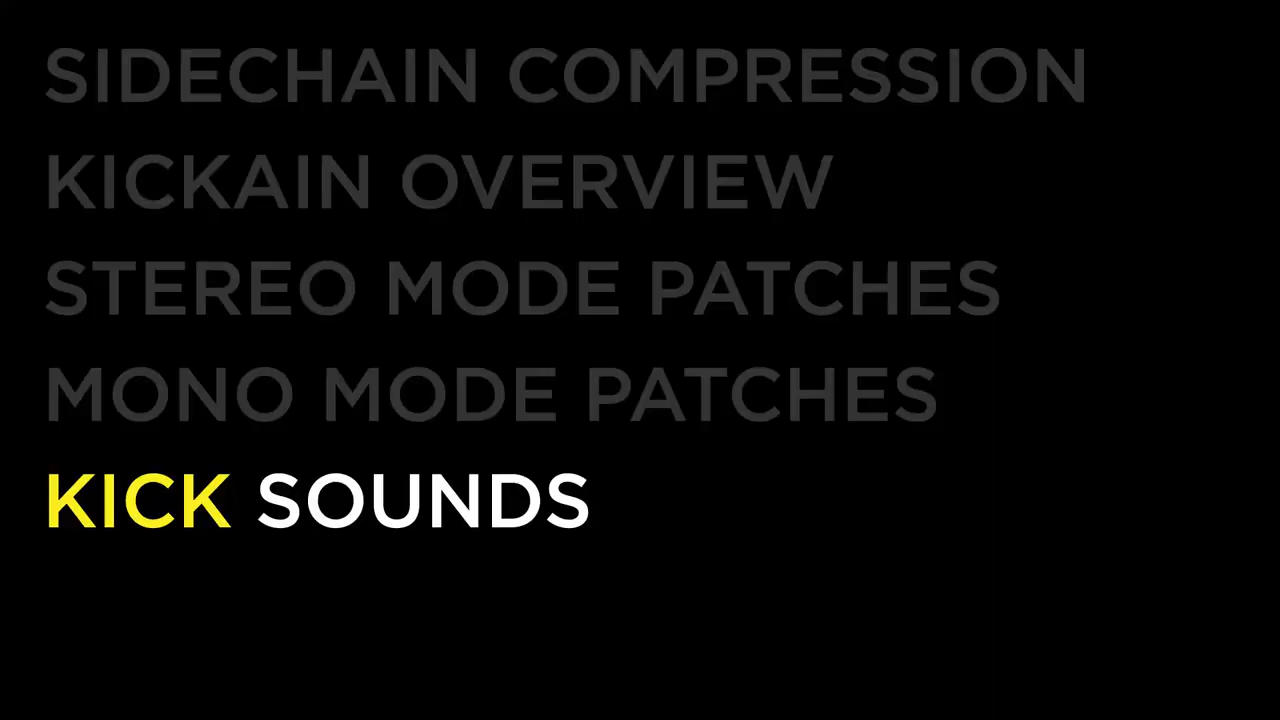 SIDECHAIN COMPRESSION
KICKAIN OVERVIEW
STEREO MODE PATCHES
MONO MODE PATCHES
KICK SOUNDS